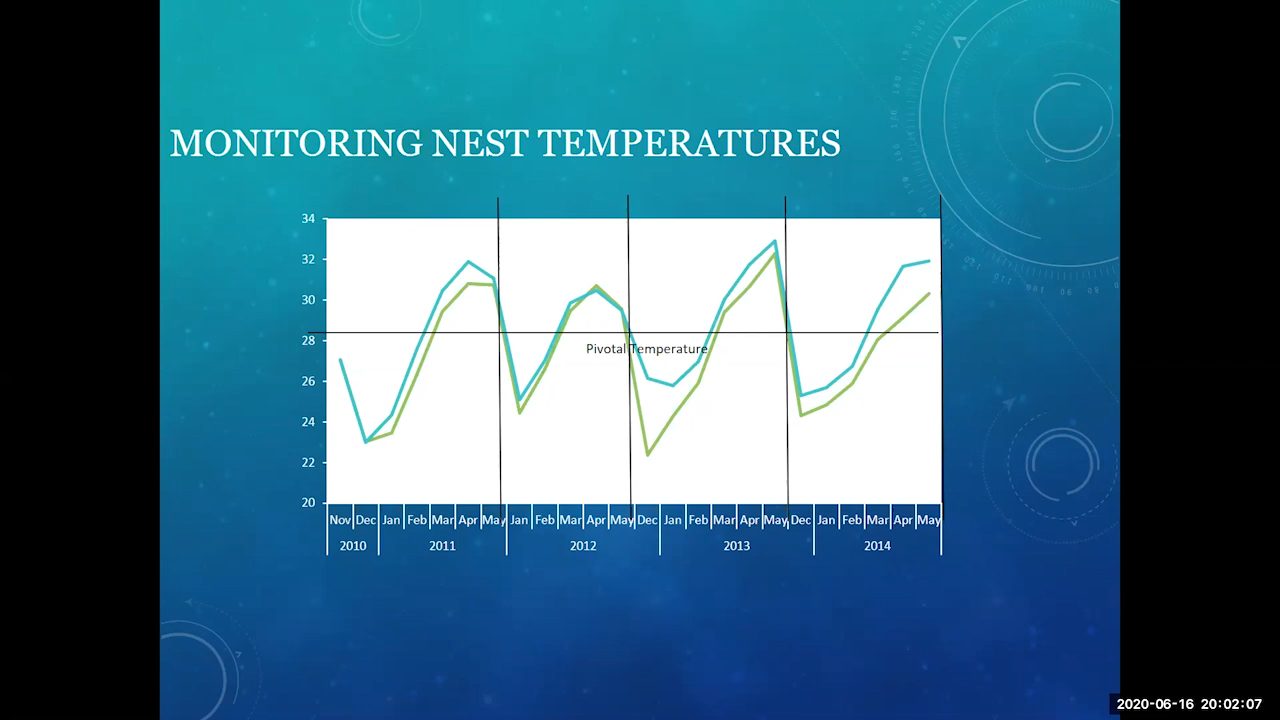 MONITORING NEST TEMPERATURES
34
32
30
28
Pivotal Temperature
26
24
22
20
Nov Dec Jan Feb Mar Apr May Jan Feb Mar Apr May Dec Jan Feb Mar Apr May Dec Jan Feb Mar Apr May
2010 2011 2012 2013 2014
2020-06-16 20:02:07